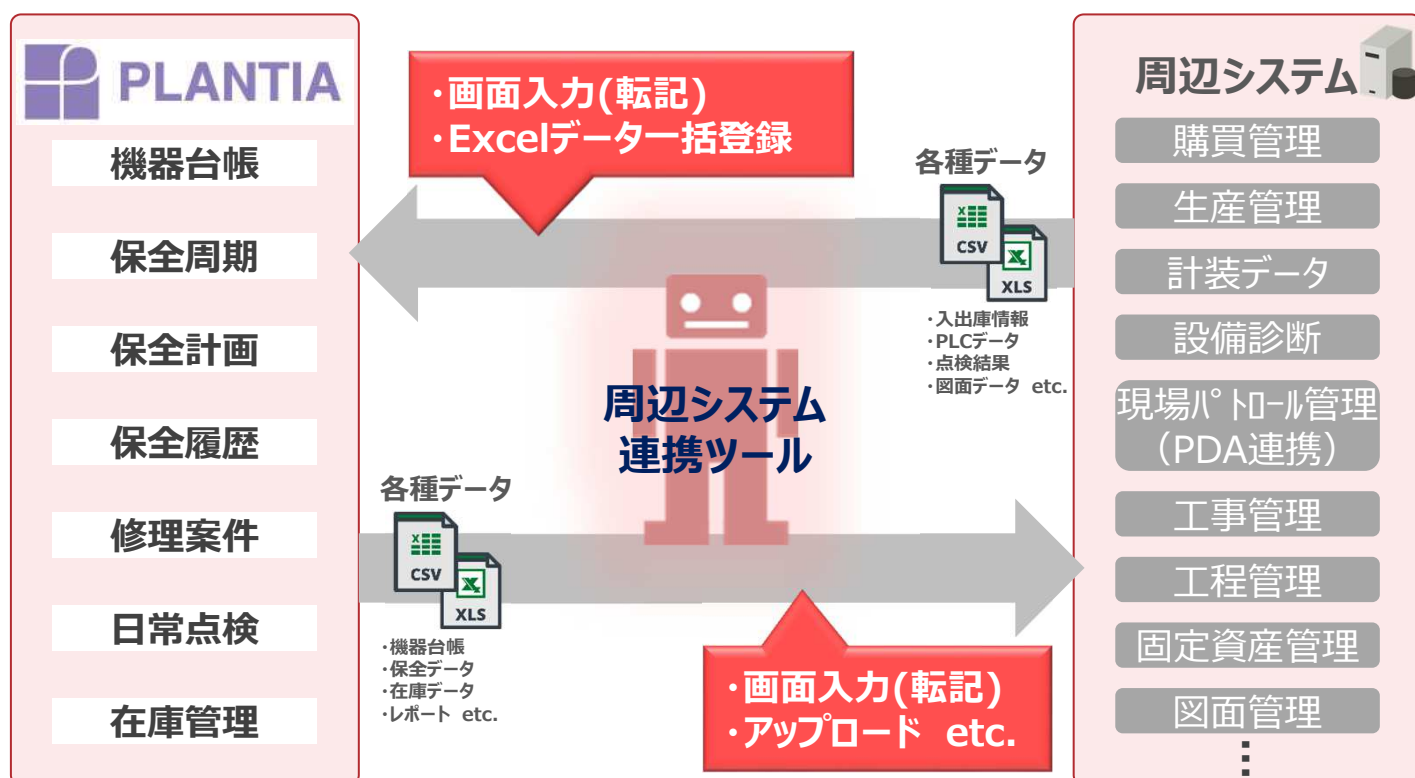 PLANTIA
機器台帳
保全周期
保全計画
保全履歴
修理案件
日常点検
在庫管理
・画面入力(転記)
・Excelデータ一括登録
各種データ
CSV
XLS
・入出庫情報
・PLCデータ
・点検結果
・図面データ etc.
周辺システム
連携ツール
各種データ
CSV
XLS
・機器台帳
・保全データ
・在庫データ
・レポート etc.
・画面入力(転記)
・アップロード etc.
周辺システム
購買管理
生産管理
計装データ
設備診断
現場パトロール管理
（PDA連携）
工事管理
工程管理
固定資産管理
図面管理